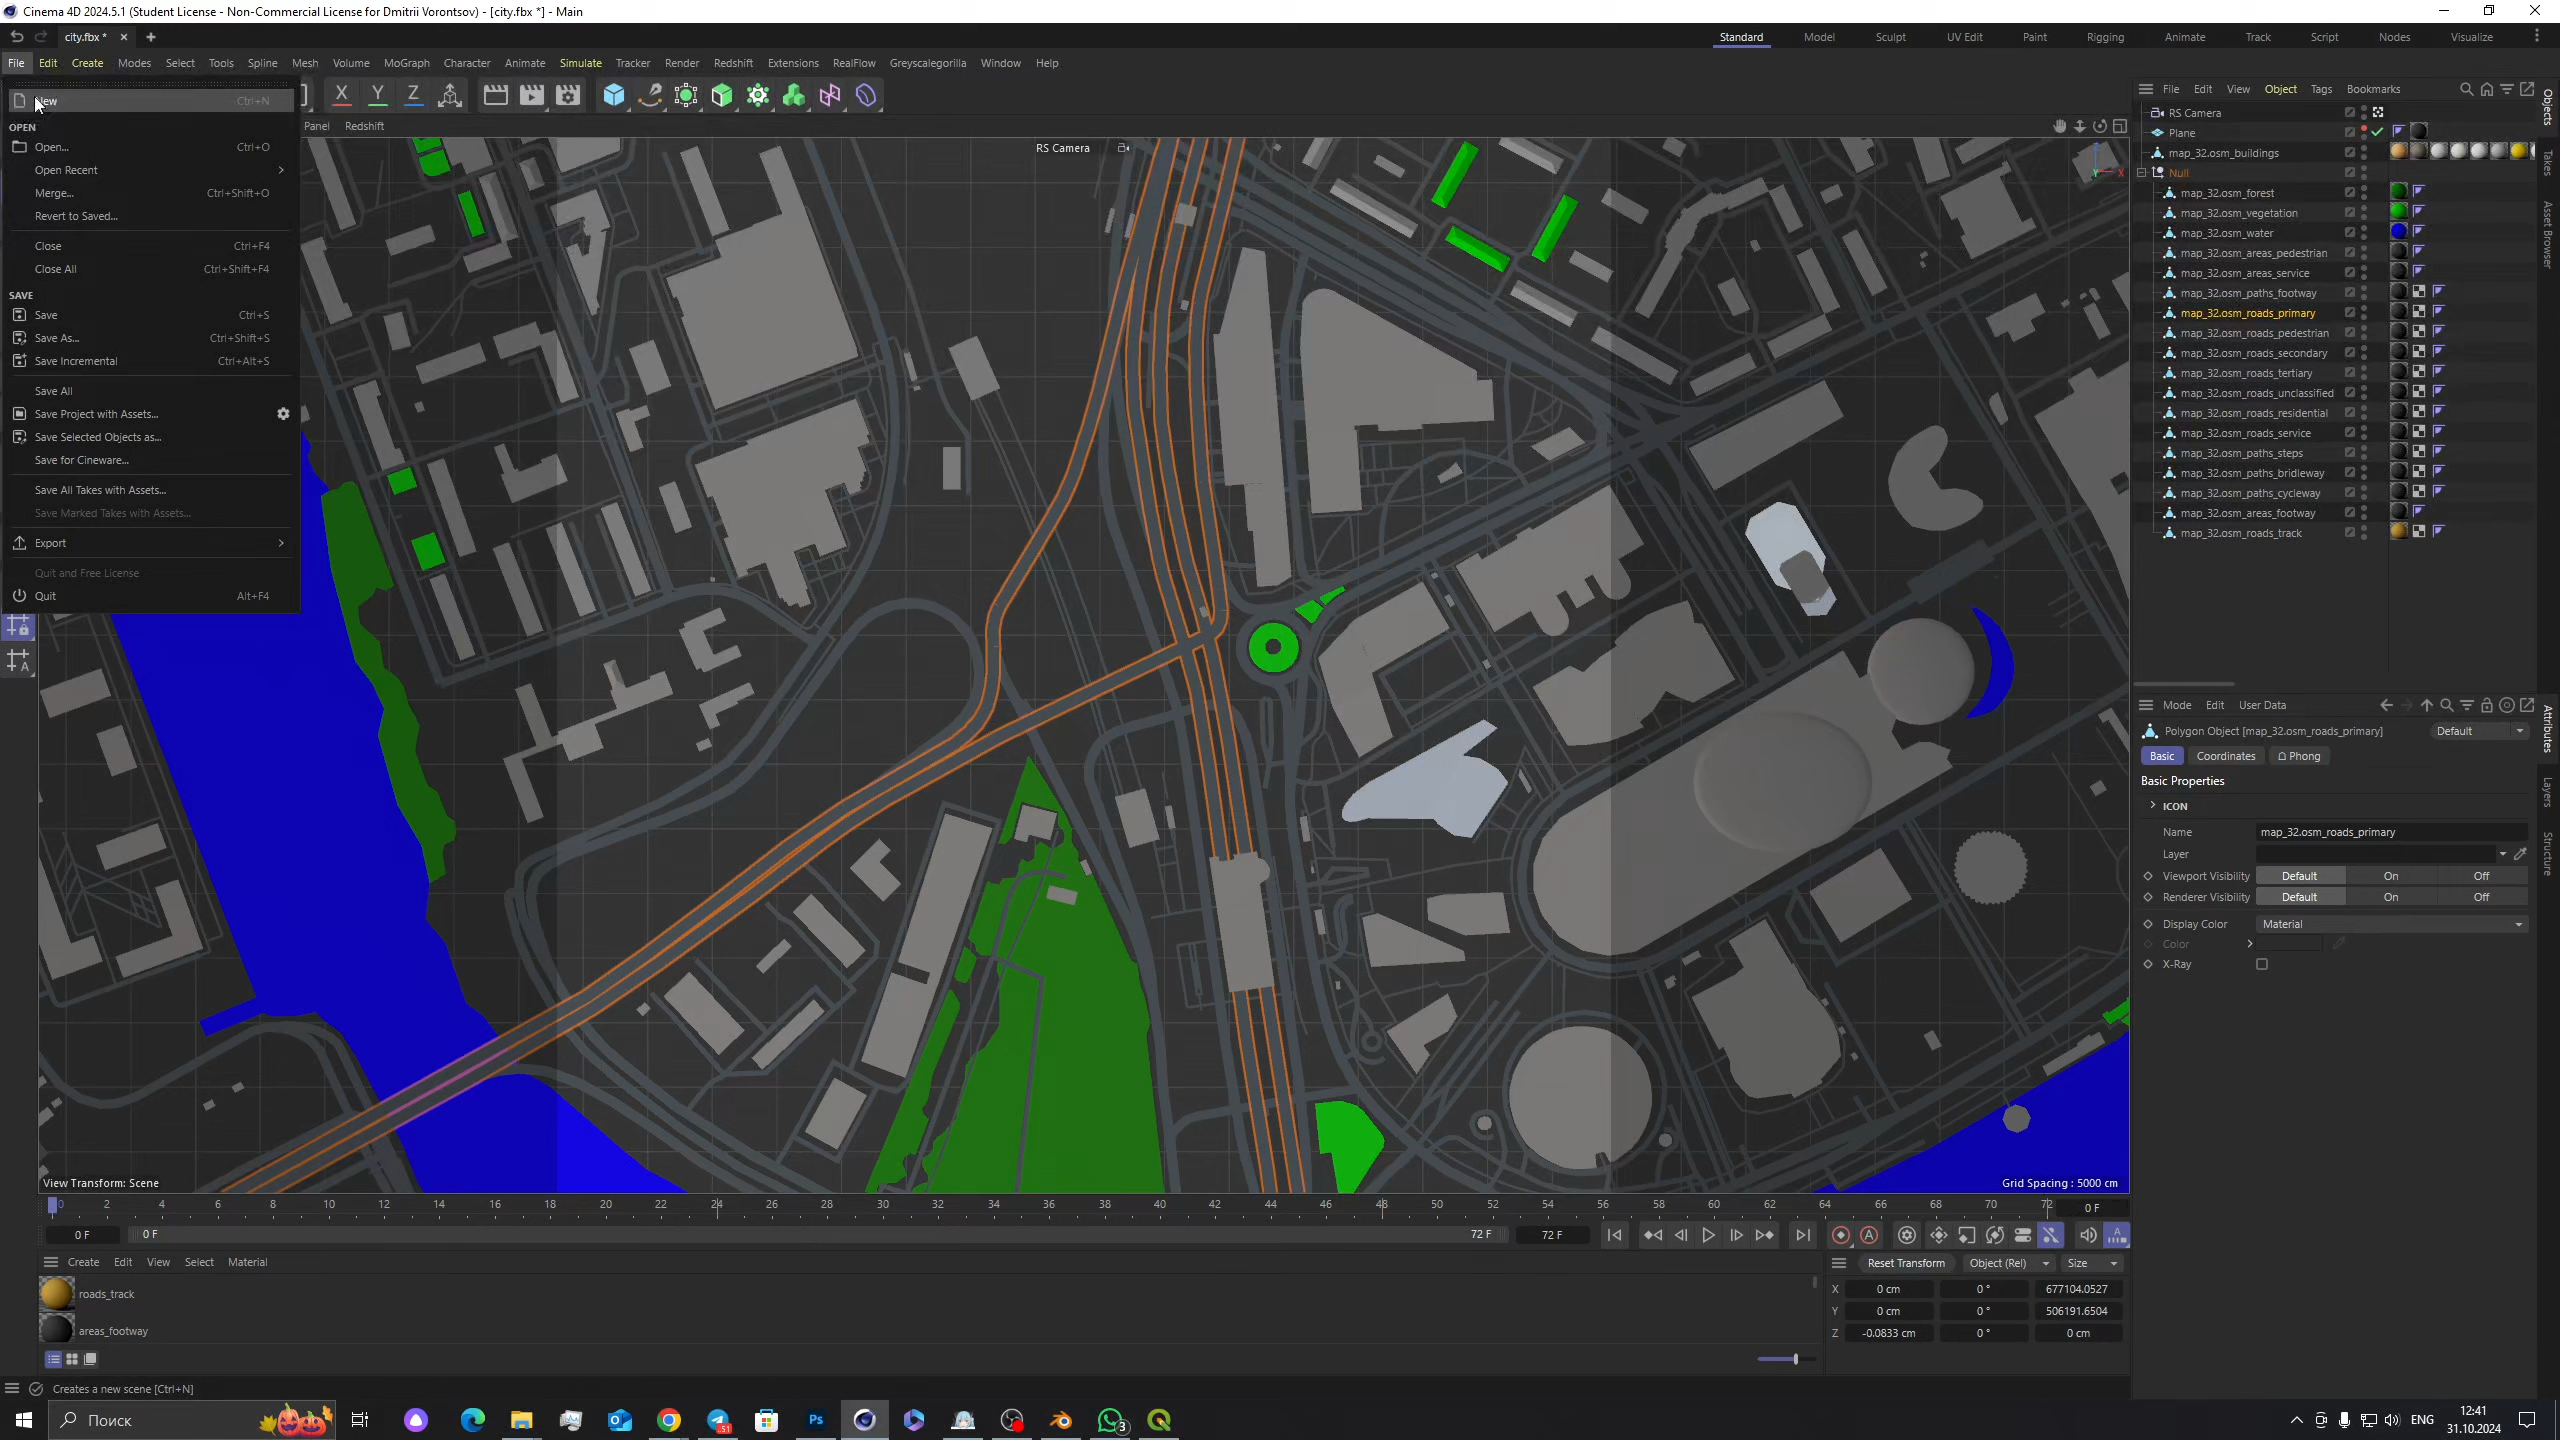 Cinema 4D 2024.5.1 (Student License - Non-Commercial License for Dmitrii Vorontsov) - [city.fbx *] - Main
city.fbx *
Standard Model Sculpt UV Edit Paint Rigging Animate Track Script Nodes Visualize
File Edit Create Modes Select Tools Spline Mesh Volume MoGraph Character Animate Simulate Tracker Render Redshift Extensions RealFlow Greyscalegorilla Window Help
New Ctrl+N
OPEN
Open... Ctrl+O
Open Recent
Merge... Ctrl+Shift+O
Revert to Saved...
Close Ctrl+F4
Close All Ctrl+Shift+F4
SAVE
Save Ctrl+S
Save As... Ctrl+Shift+S
Save Incremental Ctrl+Alt+S
Save All
Save Project with Assets...
Save Selected Objects as...
Save for Cineware...
Save All Takes with Assets...
Save Marked Takes with Assets...
Export
Quit and Free License
Quit Alt+F4
X Y Z
Panel Redshift
RS Camera
View Transform: Scene
Grid Spacing : 5000 cm
File Edit View Object Tags Bookmarks
RS Camera
Plane
map_32.osm_buildings
Null
map_32.osm_forest
map_32.osm_vegetation
map_32.osm_water
map_32.osm_areas_pedestrian
map_32.osm_areas_service
map_32.osm_paths_footway
map_32.osm_roads_primary
map_32.osm_roads_pedestrian
map_32.osm_roads_secondary
map_32.osm_roads_tertiary
map_32.osm_roads_unclassified
map_32.osm_roads_residential
map_32.osm_roads_service
map_32.osm_paths_steps
map_32.osm_paths_bridleway
map_32.osm_paths_cycleway
map_32.osm_areas_footway
map_32.osm_roads_track
Objects
Takes
Asset Browser
Mode Edit User Data
Polygon Object [map_32.osm_roads_primary] Default
Basic Coordinates Phong
Basic Properties
ICON
Name map_32.osm_roads_primary
Layer
Viewport Visibility Default On Off
Renderer Visibility Default On Off
Display Color Material
Color
X-Ray
Attributes
Layers
Structure
0 2 4 6 8 10 12 14 16 18 20 22 24 26 28 30 32 34 36 38 40 42 44 46 48 50 52 54 56 58 60 62 64 66 68 70 72 0 F
0 F 0 F 72 F 72 F
Create Edit View Select Material
roads_track
areas_footway
Reset Transform Object (Rel) Size
X 0 cm 0 ° 677104.0527
Y 0 cm 0 ° 506191.6504
Z -0.0833 cm 0 ° 0 cm
Creates a new scene [Ctrl+N]
Поиск
51
Ps
3
ENG
12:41
31.10.2024